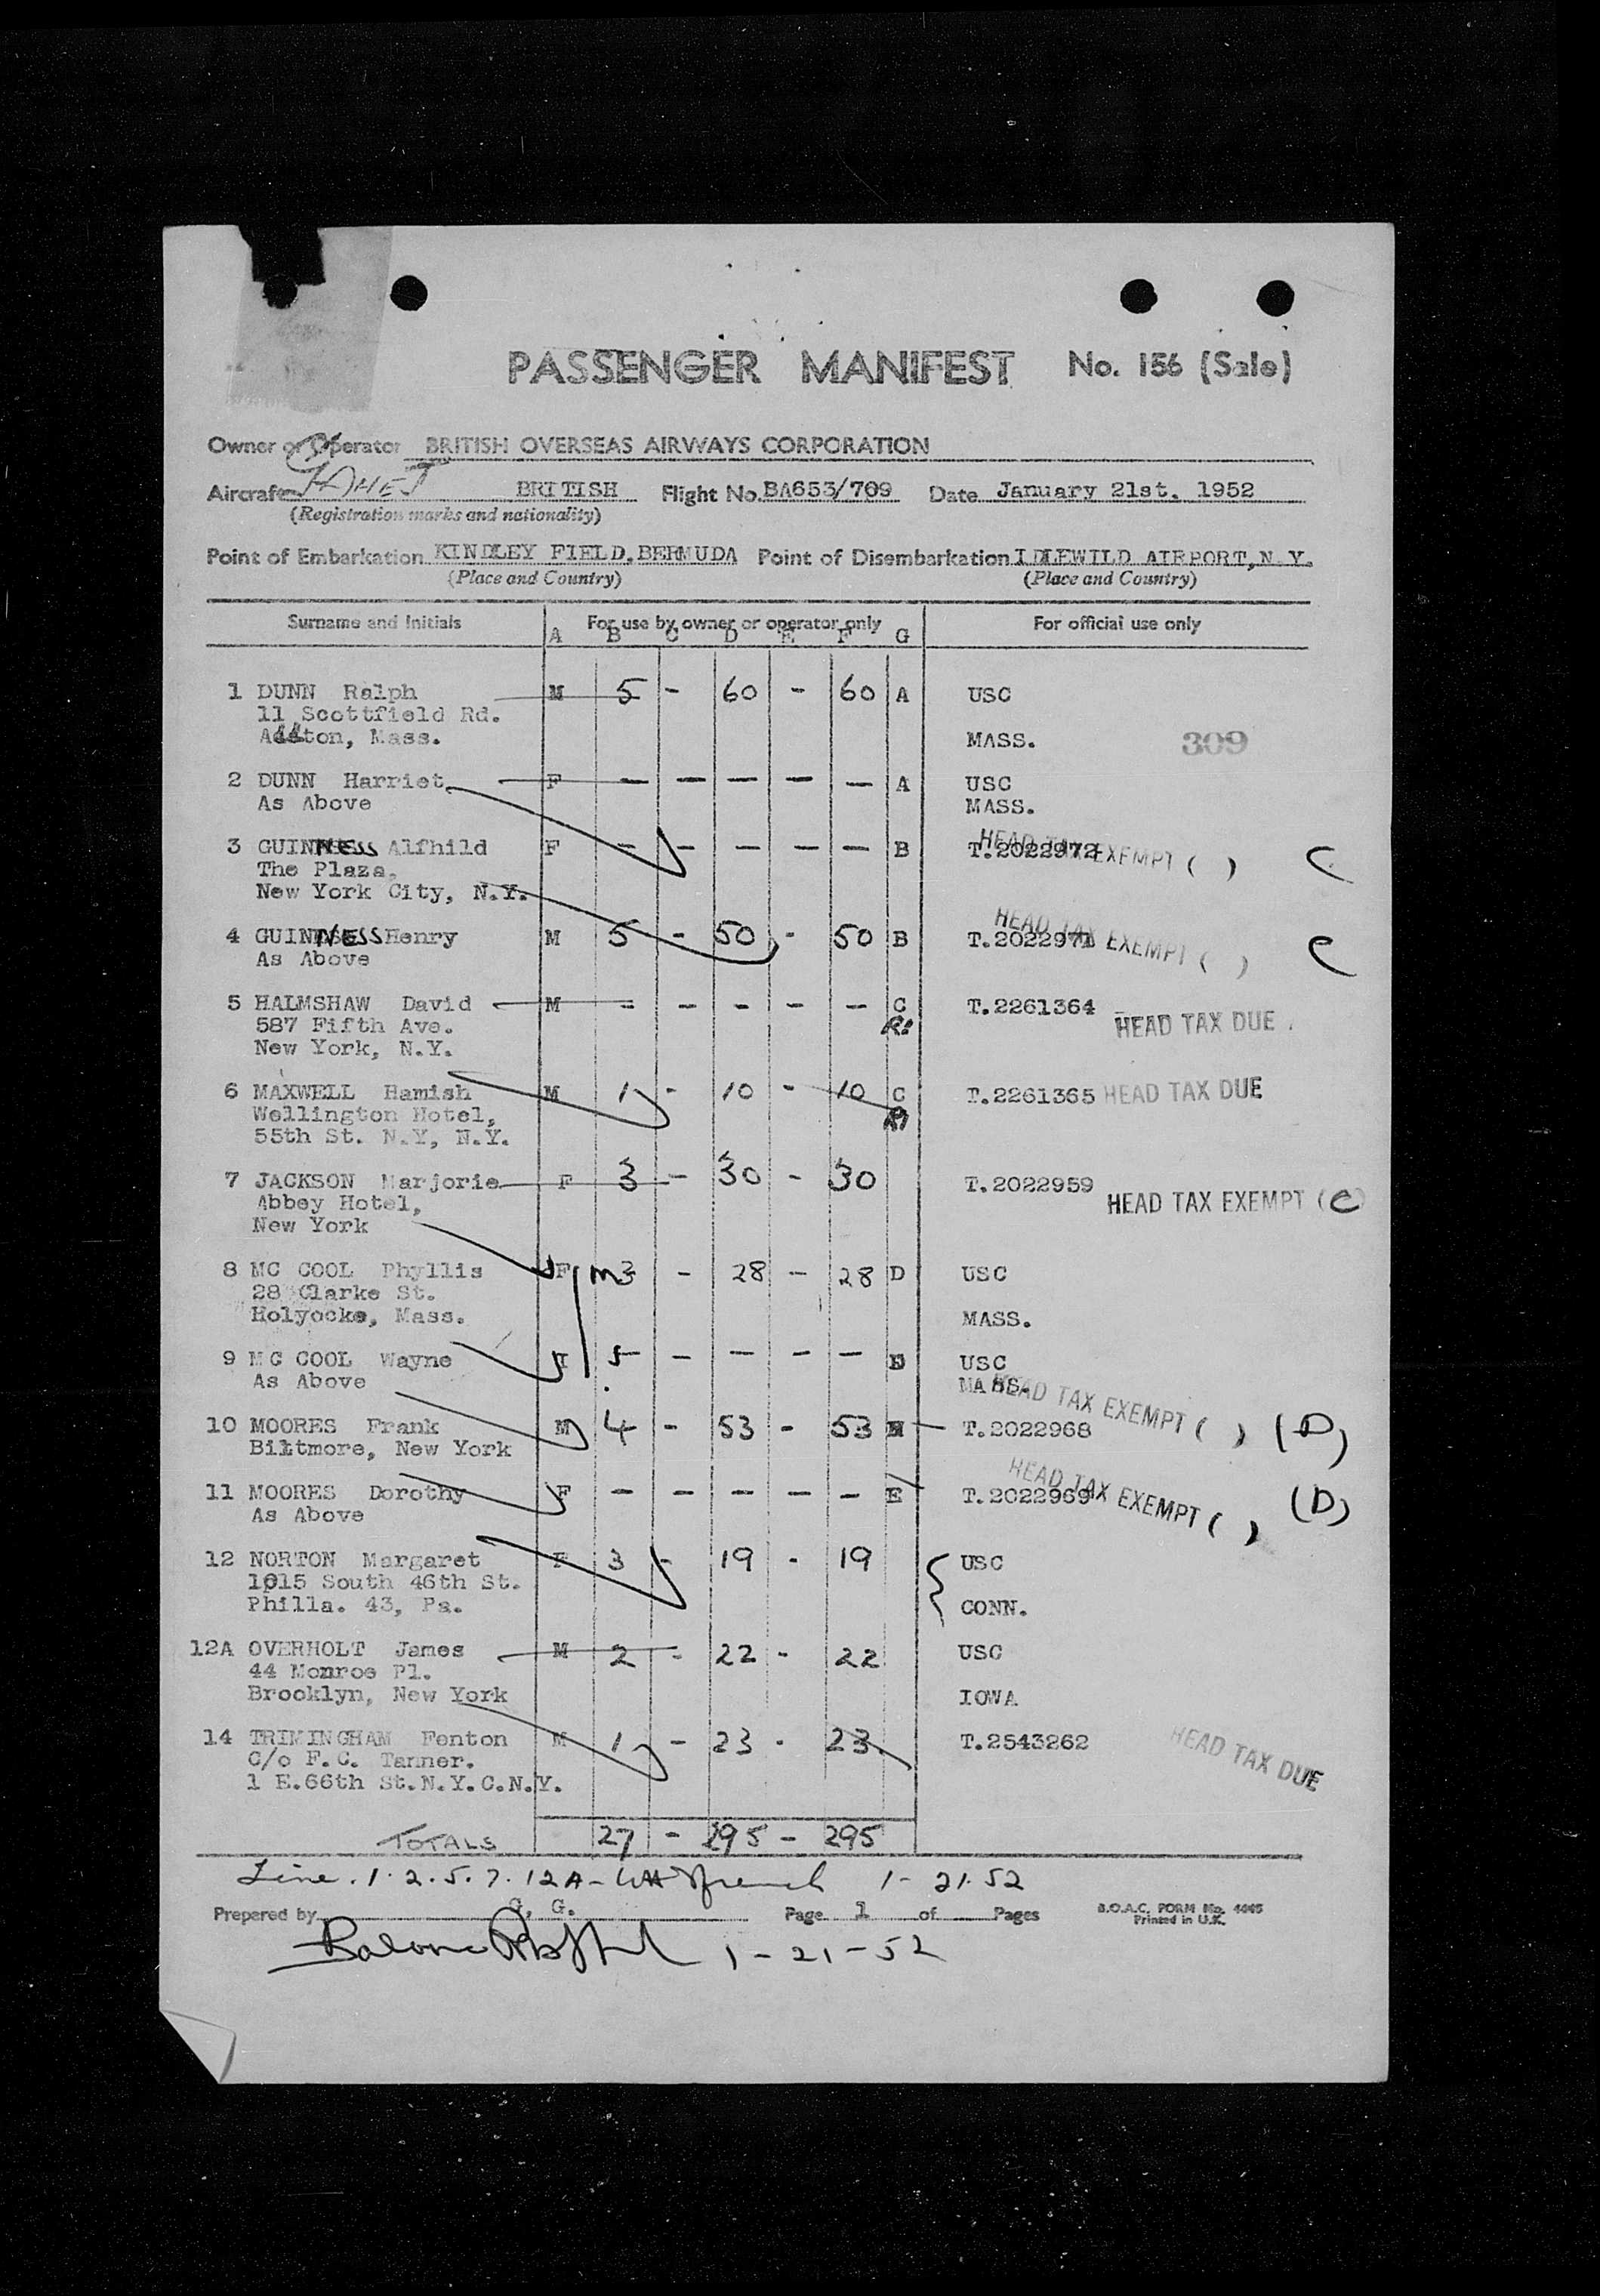 PASSENGER MANIFEST No. 156 (Sale)
Owner or Operator BRITISH OVERSEAS AIRWAYS CORPORATION
Aircraft BRITISH Flight No. BA653/709 Date January 21st. 1952
(Registration marks and nationality)
Point of Embarkation KINDLEY FIELD, BERMUDA Point of Disembarkation IDLEWILD AIRPORT, N.Y.
(Place and Country) (Place and Country)
Surname and Initials For use by owner or operator only For official use only
A B C D E F G
1 DUNN Ralph M 5 - 60 - 60 A USC
11 Scottfield Rd.
Mass. MASS. 309
2 DUNN Harriet F - - - - - A USC
As Above MASS.
3 GUINNESS Alfhild F - - - - - B T.2022972 HEAD TAX EXEMPT ( ) C
The Plaza,
New York City, N.Y.
4 GUINNESS Henry M 5 - 50 - 50 B T.2022971 HEAD TAX EXEMPT ( ) C
As Above
5 HALMSHAW David M - - - - - C T.2261364
587 Fifth Ave. HEAD TAX DUE
New York, N.Y.
6 MAXWELL Hamish M 1 - 10 - 10 C T.2261365 HEAD TAX DUE
Wellington Hotel,
55th St. N.Y, N.Y.
7 JACKSON Marjorie F 3 - 30 - 30 T.2022959
Abbey Hotel, HEAD TAX EXEMPT (C)
New York
8 MC COOL Phyllis F 3 - 28 - 28 D USC
28 Clarke St.
Holyocke, Mass. MASS.
9 MC COOL Wayne - - - - D USC
As Above MASS.
10 MOORES Frank M 4 - 53 - 53 T.2022968 HEAD TAX EXEMPT ( ) (D)
Biltmore, New York
11 MOORES Dorothy F - - - - - E T.2022969 HEAD TAX EXEMPT ( ) (D)
As Above
12 NORTON Margaret F 3 - 19 - 19 USC
1015 South 46th St.
Philla. 43, Pa. CONN.
12A OVERHOLT James M 2 - 22 - 22 USC
44 Monroe Pl.
Brooklyn, New York IOWA
14 TRIMINGHAM Fenton M 1 - 23 - 23 T.2543262 HEAD TAX DUE
C/o F.C. Tanner.
1 E.66th St.N.Y.C.N.Y.
TOTALS 27 - 295 - 295
Line. 1. 2. 5. 7. 12A - 1-21-52
Prepared by G. G. Page 1 of Pages B.O.A.C. FORM No. 4445
Printed in U.K.
1-21-52